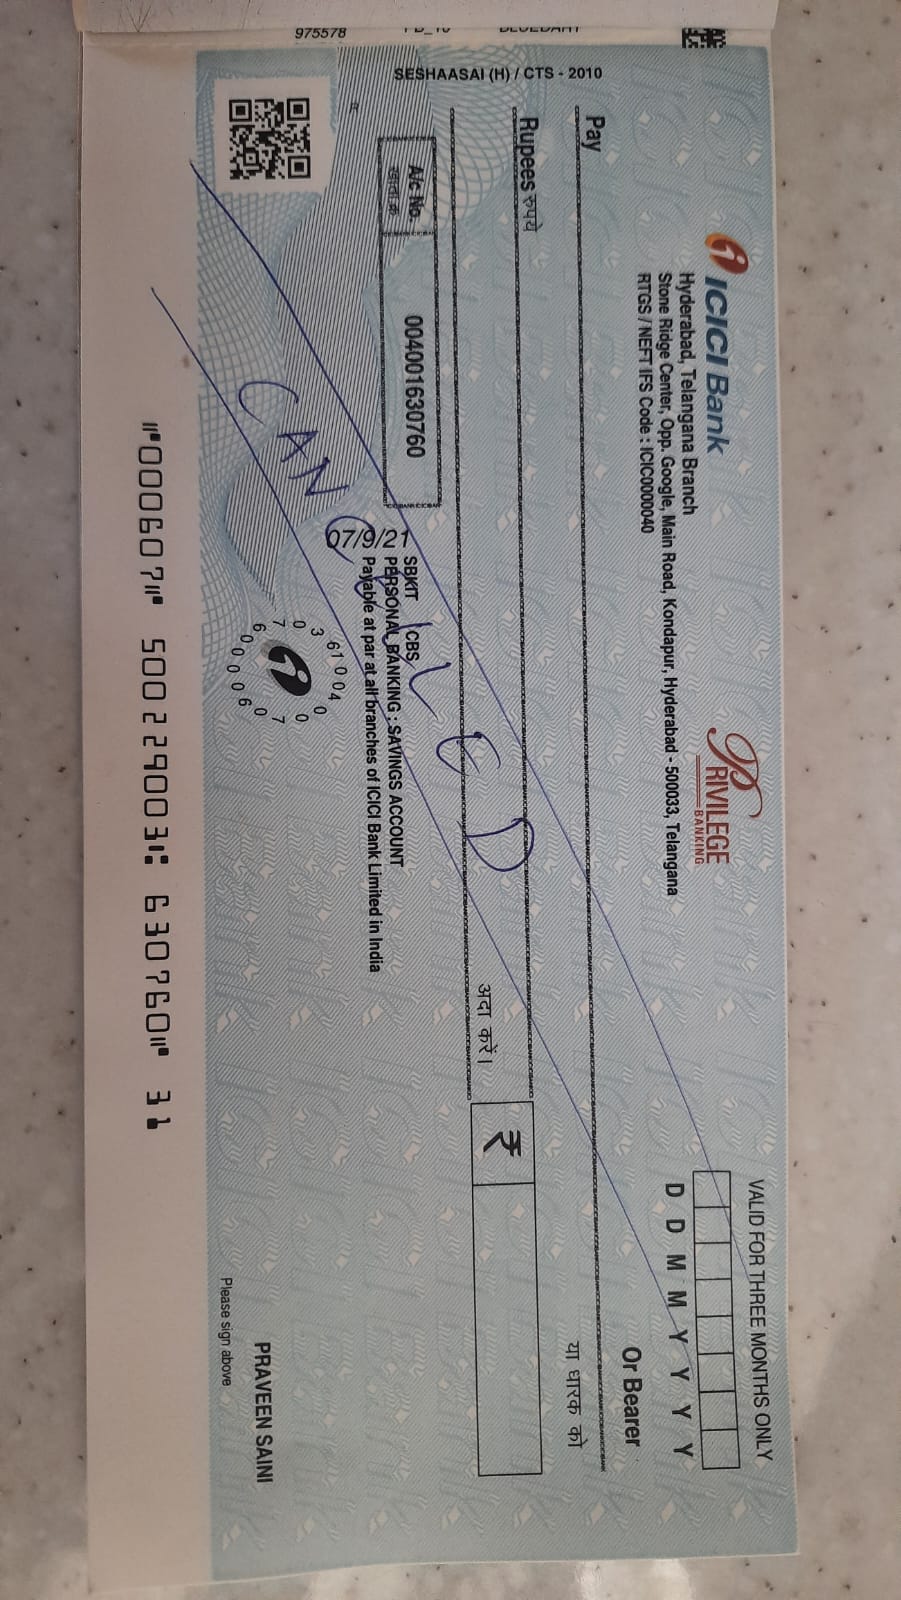 975578
SESHAASAI (H) / CTS - 2010
ICICI Bank
Hyderabad, Telangana Branch
Stone Ridge Center, Opp. Google, Main Road, Kondapur, Hyderabad - 500033, Telangana
RTGS / NEFT IFS Code : ICIC0000040
PRIVILEGE
BANKING
VALID FOR THREE MONTHS ONLY
D D M M Y Y Y Y
Pay
Or Bearer
या धारक को
Rupees रुपये
अदा करें।
₹
A/c No.
खाता क्र.
004001630760
07/9/21
SBKIT CBS
PERSONAL BANKING : SAVINGS ACCOUNT
Payable at par at all branches of ICICI Bank Limited in India
CANCELLED
PRAVEEN SAINI
Please sign above
⑈000607⑈ 500229003⑆ 630760⑈ 31